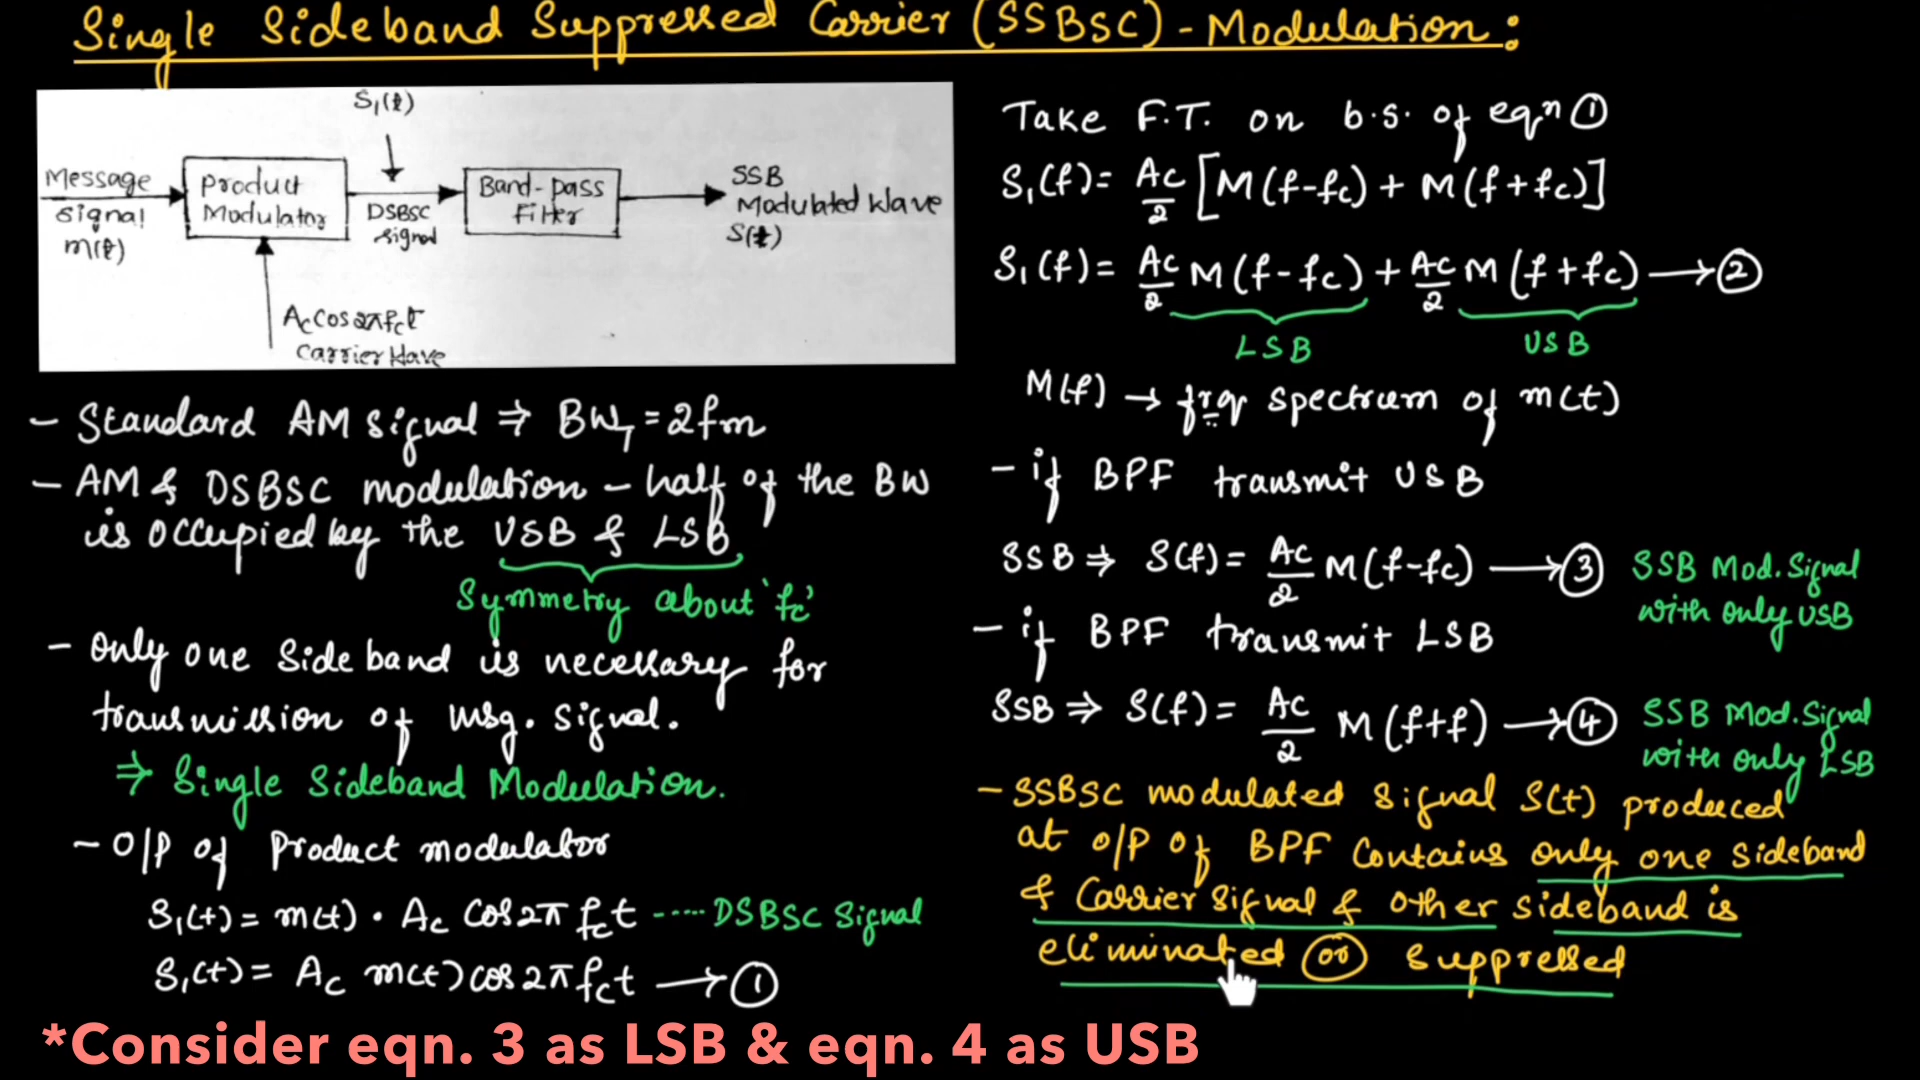 Single Sideband Suppressed Carrier (SSBSC) - Modulation:
S₁(t)
Message signal m(t)
Product Modulator
DSBSC signal
Band-pass Filter
SSB Modulated Wave S(t)
Ac Cos 2πfct
Carrier Wave
- Standard AM signal ⇒ BW_T = 2fm
- AM & DSBSC modulation - half of the BW
is occupied by the USB & LSB
Symmetry about 'fc'
- Only one Side band is necessary for
transmission of msg. signal.
⇒ Single Sideband Modulation.
- O/P of Product modulator
S₁(t) = m(t) • Ac Cos 2π fct ----- DSBSC Signal
S₁(t) = Ac m(t) cos 2π fct → ①
Take F.T. on b.s. of eqn ①
S₁(f) = Ac/2 [M(f-fc) + M(f+fc)]
S₁(f) = Ac/2 M(f-fc) + Ac/2 M(f+fc) → ②
LSB USB
M(f) → frq spectrum of m(t)
- if BPF transmit USB
SSB ⇒ S(f) = Ac/2 M(f-fc) → ③ SSB Mod. Signal with only USB
- if BPF transmit LSB
SSB ⇒ S(f) = Ac/2 M(f+f) → ④ SSB Mod. Signal with only LSB
- SSBSC modulated signal S(t) produced
at O/P of BPF Contains only one sideband
& Carrier signal & other sideband is
eliminated or suppressed
*Consider eqn. 3 as LSB & eqn. 4 as USB